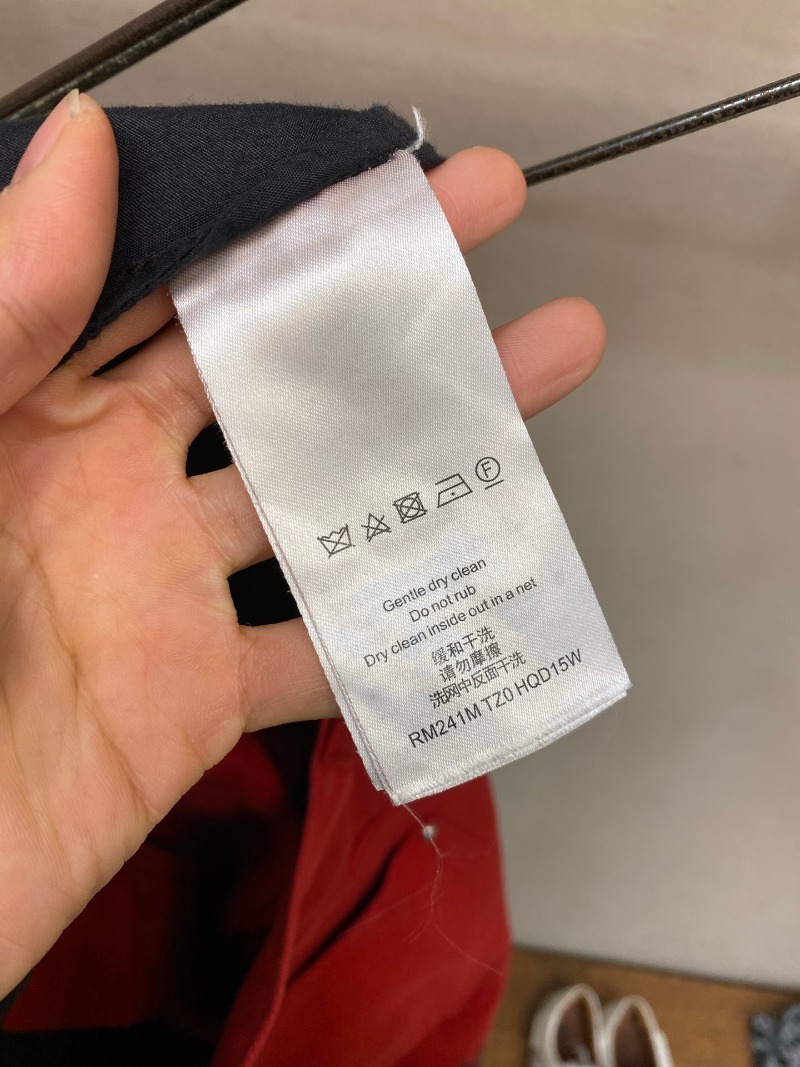 F
Gentle dry clean
Do not rub
Dry clean inside out in a net
缓和干洗
请勿摩擦
洗网中反面干洗
RM241M TZ0 HQD15W